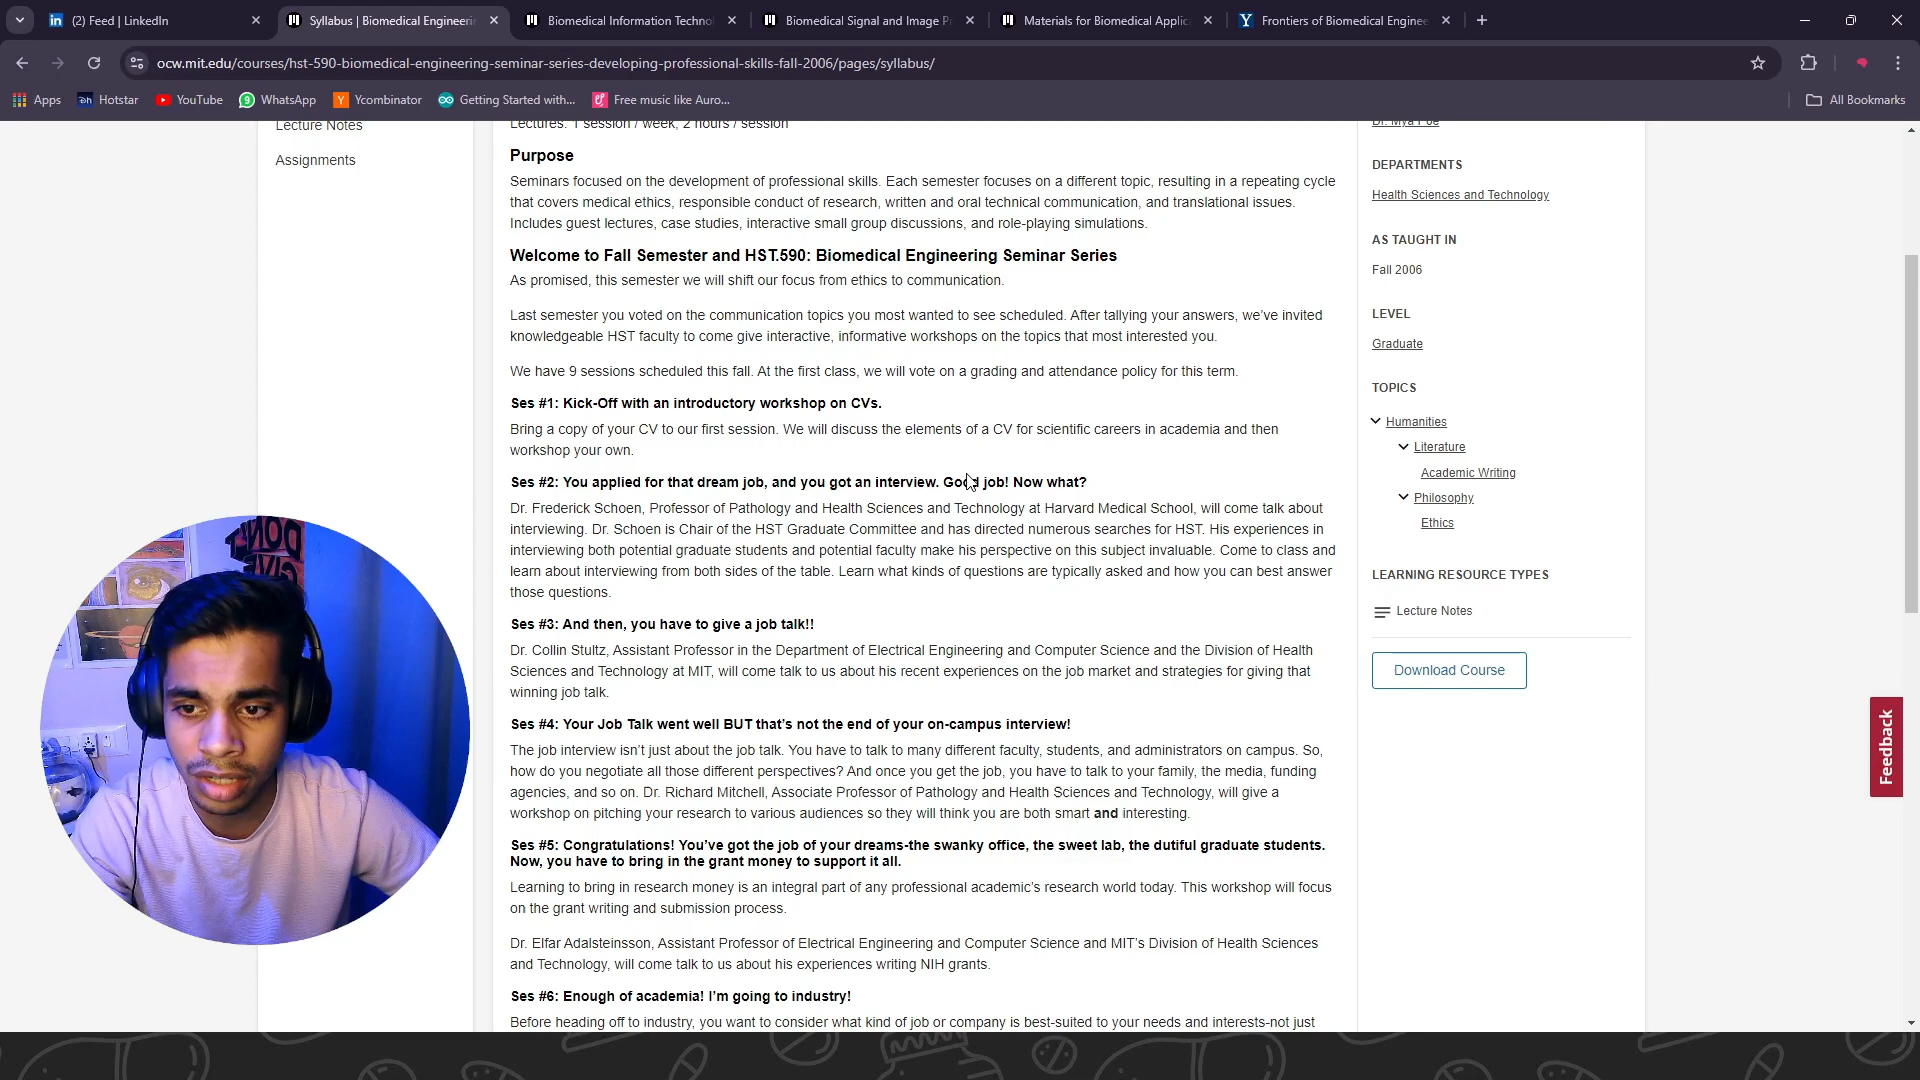 (2) Feed | LinkedIn
Syllabus | Biomedical Engineerin
Biomedical Information Techno
Biomedical Signal and Image P
Materials for Biomedical Applic
Frontiers of Biomedical Enginee
ocw.mit.edu/courses/hst-590-biomedical-engineering-seminar-series-developing-professional-skills-fall-2006/pages/syllabus/
Apps
Hotstar
YouTube
WhatsApp
Ycombinator
Getting Started with...
Free music like Auro...
All Bookmarks
Lecture Notes
Assignments
Lectures: 1 session / week, 2 hours / session
Purpose
Seminars focused on the development of professional skills. Each semester focuses on a different topic, resulting in a repeating cycle
that covers medical ethics, responsible conduct of research, written and oral technical communication, and translational issues.
Includes guest lectures, case studies, interactive small group discussions, and role-playing simulations.
Welcome to Fall Semester and HST.590: Biomedical Engineering Seminar Series
As promised, this semester we will shift our focus from ethics to communication.
Last semester you voted on the communication topics you most wanted to see scheduled. After tallying your answers, we've invited
knowledgeable HST faculty to come give interactive, informative workshops on the topics that most interested you.
We have 9 sessions scheduled this fall. At the first class, we will vote on a grading and attendance policy for this term.
Ses #1: Kick-Off with an introductory workshop on CVs.
Bring a copy of your CV to our first session. We will discuss the elements of a CV for scientific careers in academia and then
workshop your own.
Ses #2: You applied for that dream job, and you got an interview. Good job! Now what?
Dr. Frederick Schoen, Professor of Pathology and Health Sciences and Technology at Harvard Medical School, will come talk about
interviewing. Dr. Schoen is Chair of the HST Graduate Committee and has directed numerous searches for HST. His experiences in
interviewing both potential graduate students and potential faculty make his perspective on this subject invaluable. Come to class and
learn about interviewing from both sides of the table. Learn what kinds of questions are typically asked and how you can best answer
those questions.
Ses #3: And then, you have to give a job talk!!
Dr. Collin Stultz, Assistant Professor in the Department of Electrical Engineering and Computer Science and the Division of Health
Sciences and Technology at MIT, will come talk to us about his recent experiences on the job market and strategies for giving that
winning job talk.
Ses #4: Your Job Talk went well BUT that's not the end of your on-campus interview!
The job interview isn't just about the job talk. You have to talk to many different faculty, students, and administrators on campus. So,
how do you negotiate all those different perspectives? And once you get the job, you have to talk to your family, the media, funding
agencies, and so on. Dr. Richard Mitchell, Associate Professor of Pathology and Health Sciences and Technology, will give a
workshop on pitching your research to various audiences so they will think you are both smart and interesting.
Ses #5: Congratulations! You've got the job of your dreams-the swanky office, the sweet lab, the dutiful graduate students.
Now, you have to bring in the grant money to support it all.
Learning to bring in research money is an integral part of any professional academic's research world today. This workshop will focus
on the grant writing and submission process.
Dr. Elfar Adalsteinsson, Assistant Professor of Electrical Engineering and Computer Science and MIT's Division of Health Sciences
and Technology, will come talk to us about his experiences writing NIH grants.
Ses #6: Enough of academia! I'm going to industry!
Before heading off to industry, you want to consider what kind of job or company is best-suited to your needs and interests-not just
Dr. Mya Poe
DEPARTMENTS
Health Sciences and Technology
AS TAUGHT IN
Fall 2006
LEVEL
Graduate
TOPICS
Humanities
Literature
Academic Writing
Philosophy
Ethics
LEARNING RESOURCE TYPES
Lecture Notes
Download Course
Feedback
DON'T
GIVE